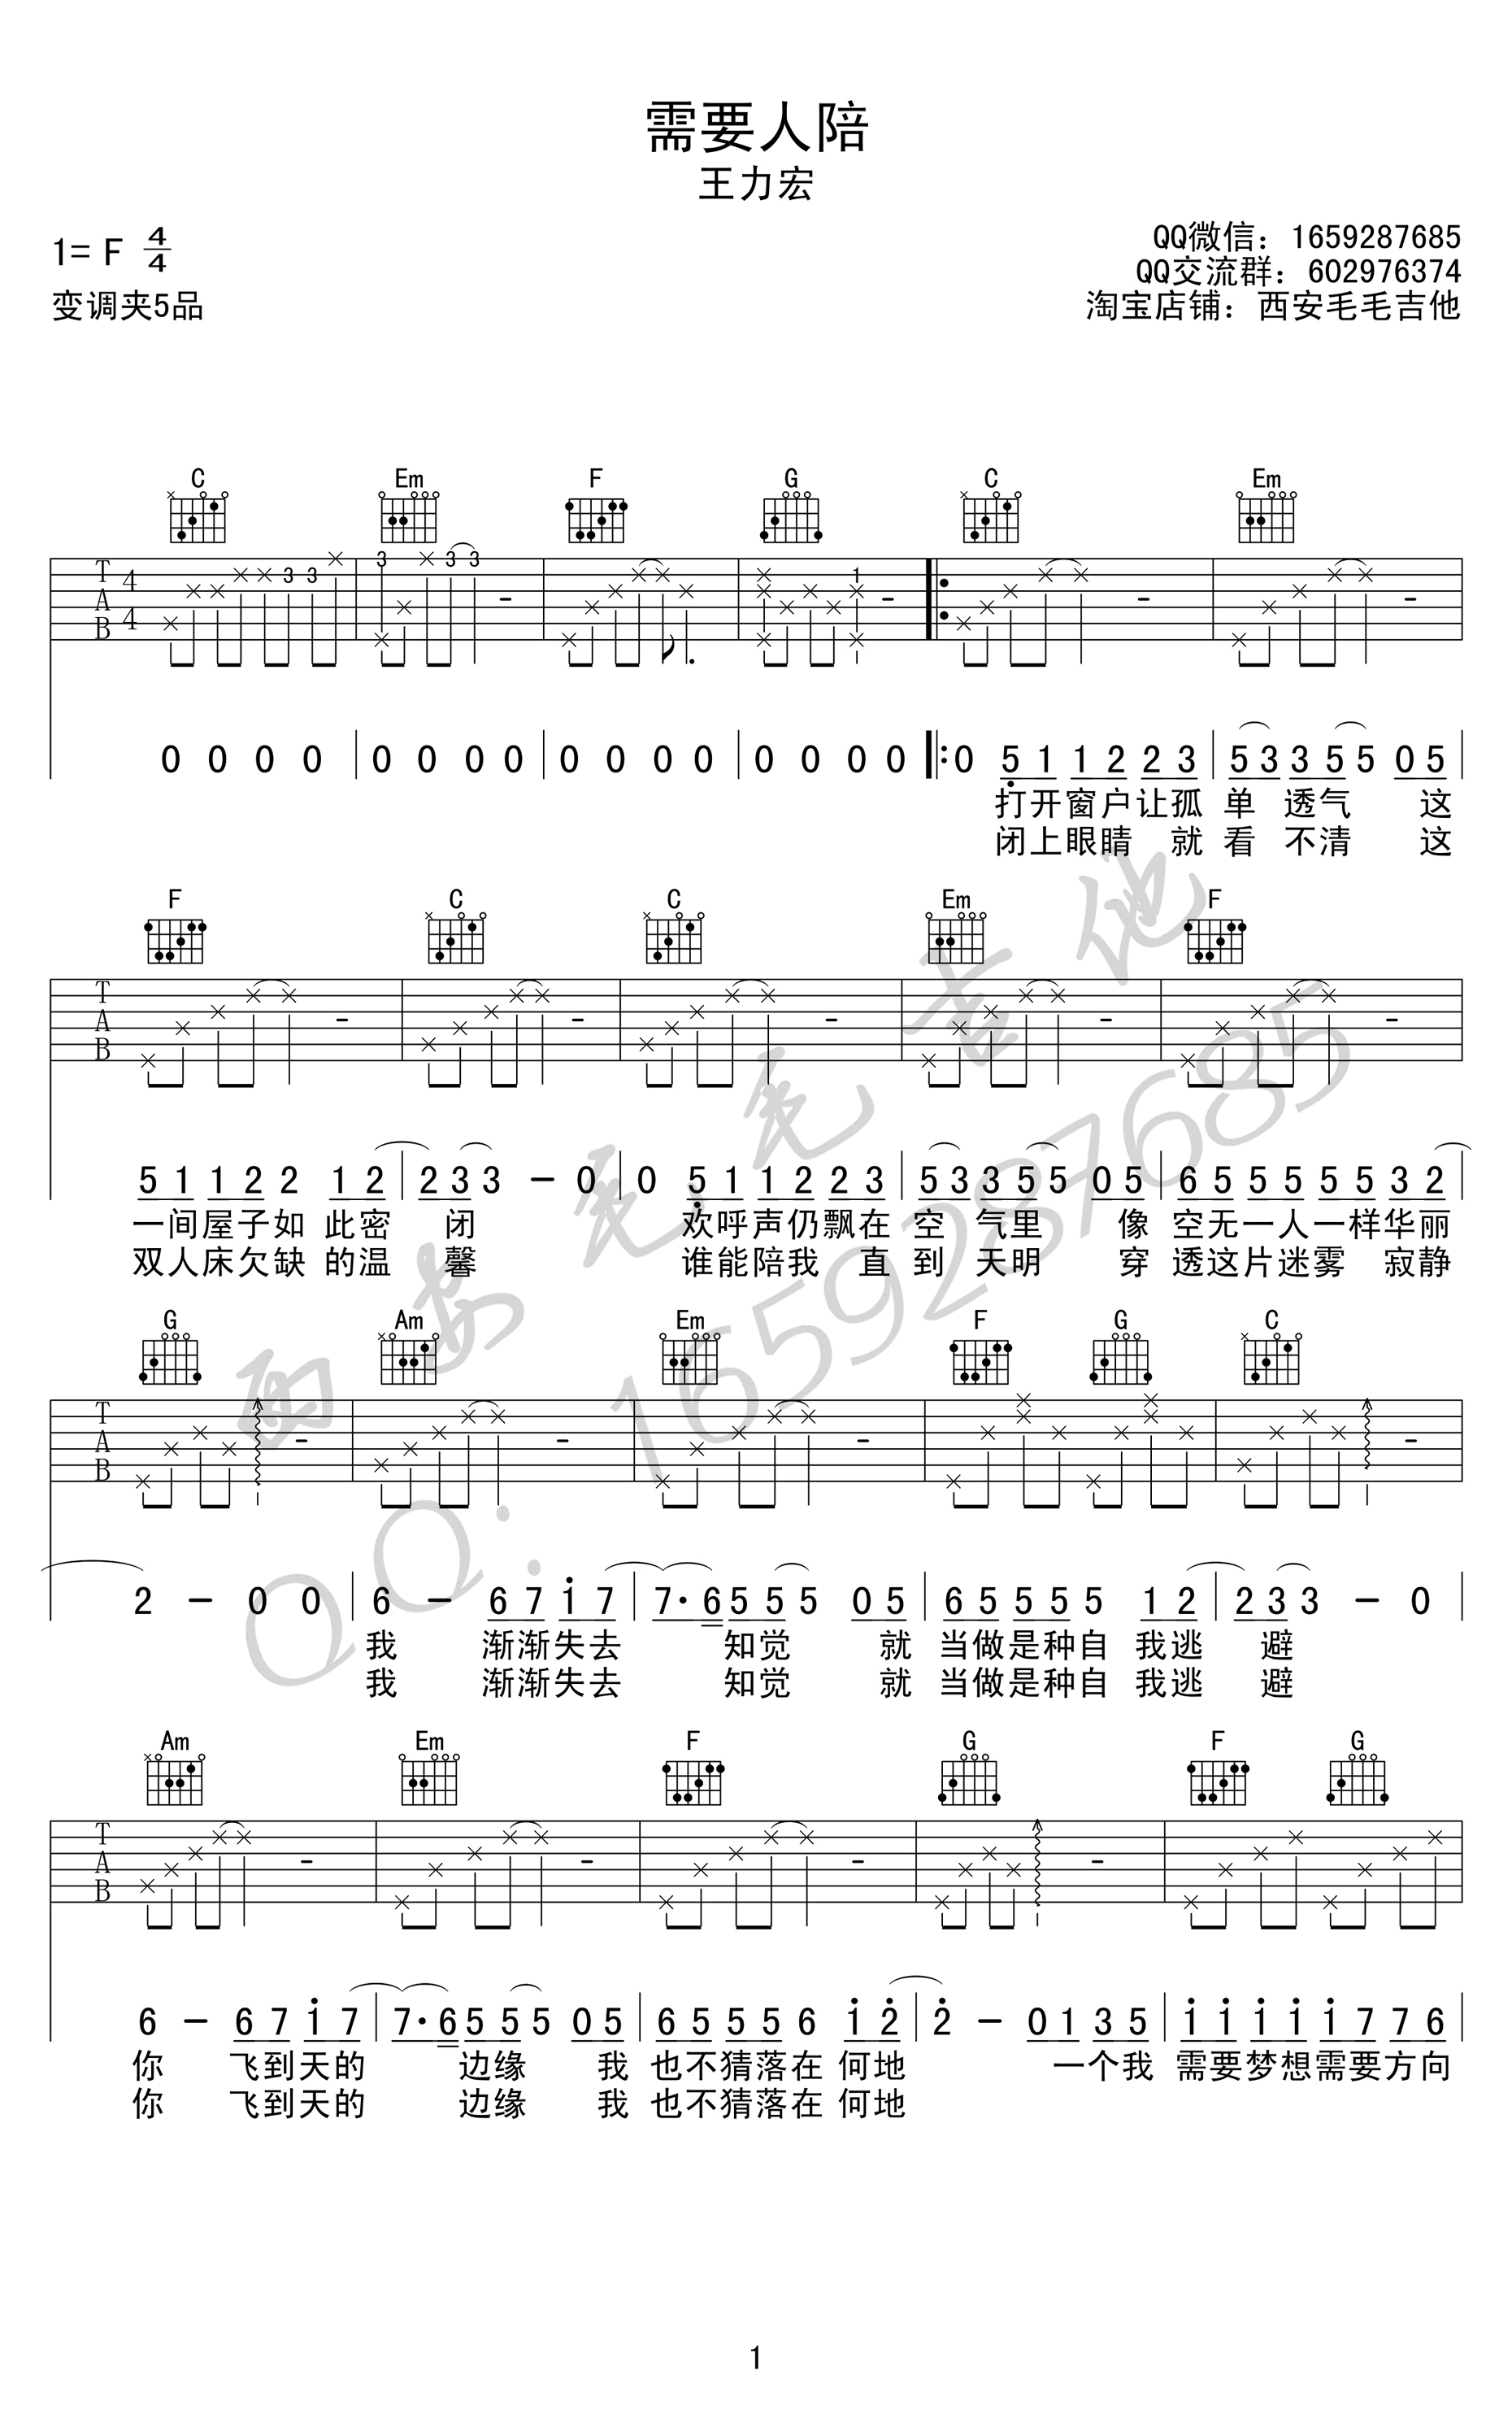 需要人陪
王力宏
1= F 4/4
变调夹5品
QQ微信：1659287685
QQ交流群：602976374
淘宝店铺：西安毛毛吉他
C Em F G C Em
T A B 4 4 3 3 3 3 3 1
0 0 0 0 0 0 0 0 0 0 0 0 0 0 0 0 0 5 1 1 2 2 3 5 3 3 5 5 0 5
打开窗户让孤 单 透气 这
闭上眼睛 就 看 不清 这
F C C Em F
T A B
5 1 1 2 2 1 2 2 3 3 - 0 0 5 1 1 2 2 3 5 3 3 5 5 0 5 6 5 5 5 5 5 3 2
一间屋子如 此密 闭 欢呼声仍飘在 空 气里 像 空无一人一样华丽
双人床欠缺 的温 馨 谁能陪我 直 到 天明 穿 透这片迷雾 寂静
G Am Em F G C
T A B
2 - 0 0 6 - 6 7 1 7 7· 6 5 5 5 0 5 6 5 5 5 5 1 2 2 3 3 - 0
我 渐渐失去 知觉 就 当做是种自 我逃 避
我 渐渐失去 知觉 就 当做是种自 我逃 避
Am Em F G F G
T A B
6 - 6 7 1 7 7· 6 5 5 5 0 5 6 5 5 5 6 1 2 2 - 0 1 3 5 1 1 1 1 1 7 7 6
你 飞到天的 边缘 我 也不猜落在 何地 一个我 需要梦想需要方向
你 飞到天的 边缘 我 也不猜落在 何地
西安毛毛吉他
QQ：1659287685
1